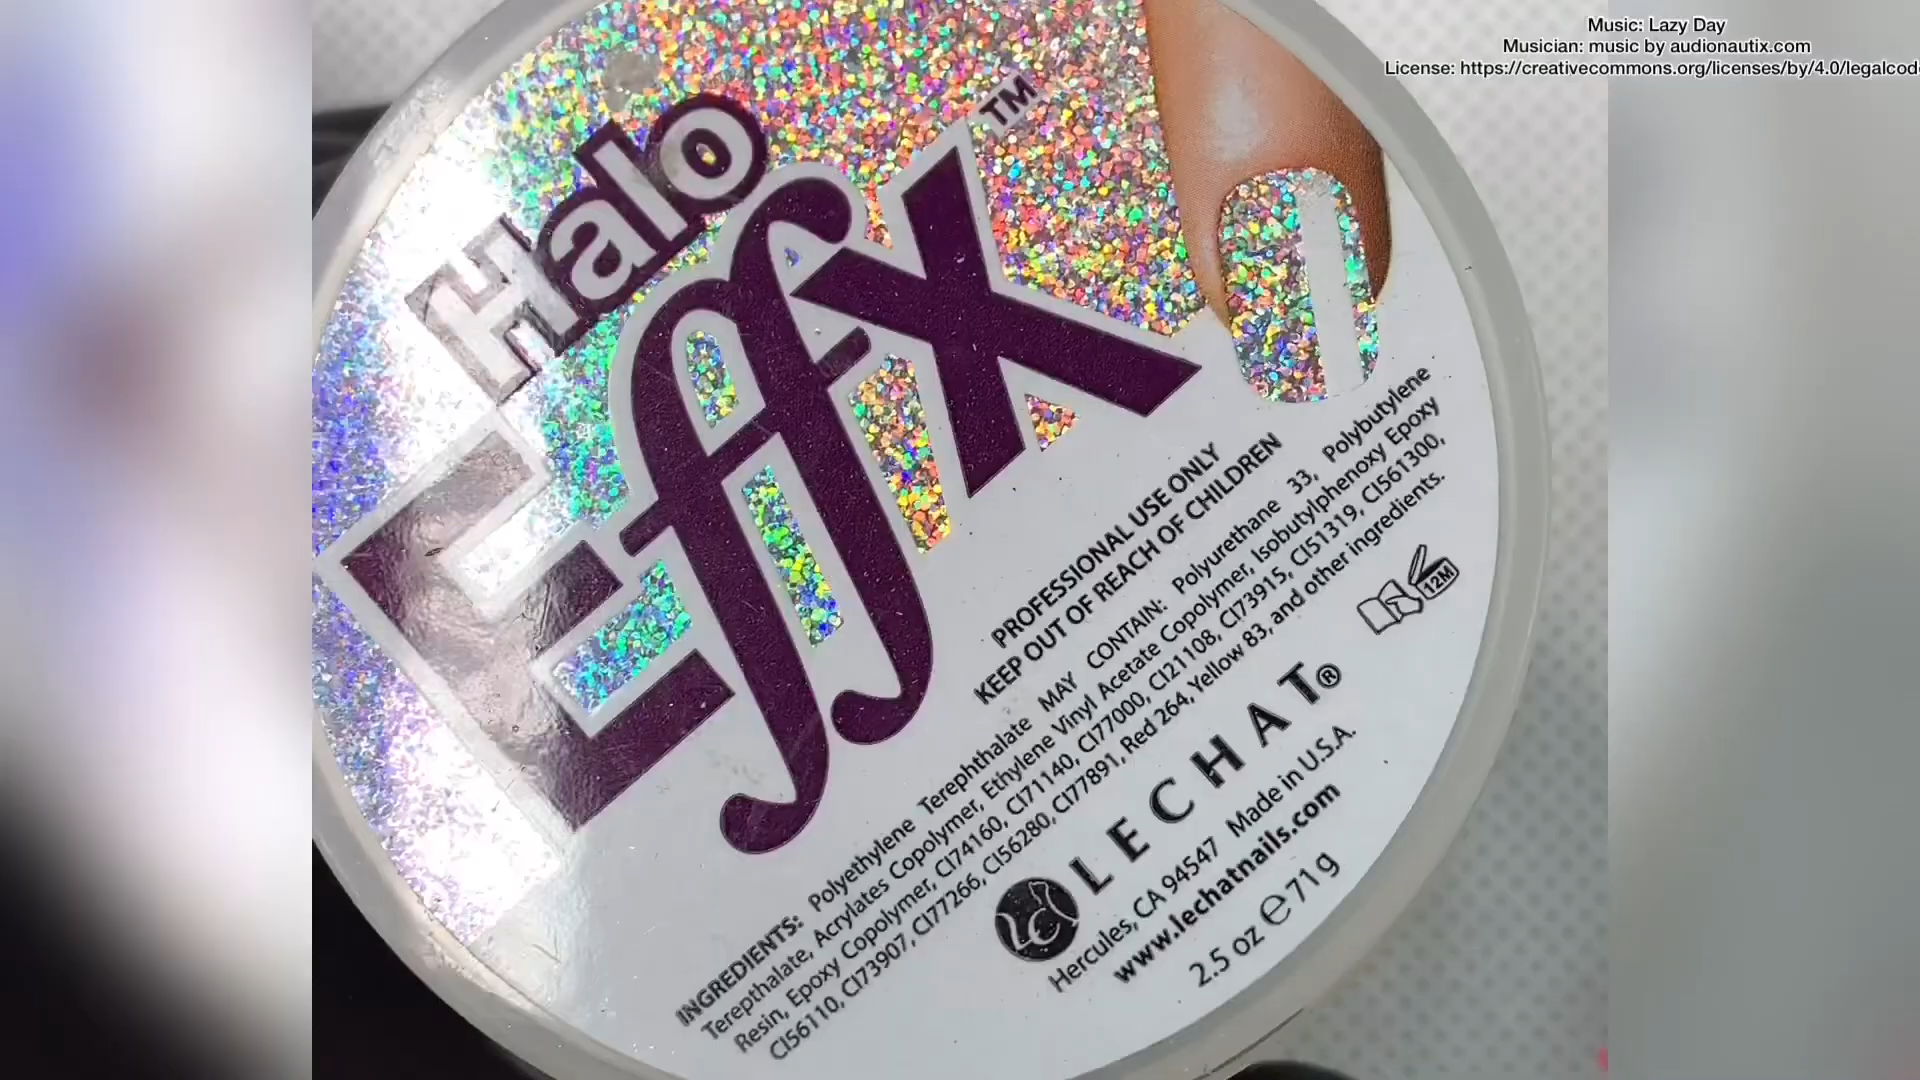 Music: Lazy Day
Musician: music by audionautix.com
License: https://creativecommons.org/licenses/by/4.0/legalcod
Halo
Effx™
PROFESSIONAL USE ONLY
KEEP OUT OF REACH OF CHILDREN
INGREDIENTS: Polyethylene Terephthalate MAY CONTAIN: Polyurethane 33, Polybutylene
Terepthalate, Acrylates Copolymer, Ethylene Vinyl Acetate Copolymer, Isobutylphenoxy Epoxy
Resin, Epoxy Copolymer, CI74160, CI71140, CI77000, CI21108, CI73915, CI51319, CI561300,
CI56110, CI73907, CI77266, CI56280, CI77891, Red 264, Yellow 83, and other ingredients.
12M
LECHAT®
Hercules, CA 94547 Made in U.S.A.
www.lechatnails.com
2.5 oz ℮ 71 g